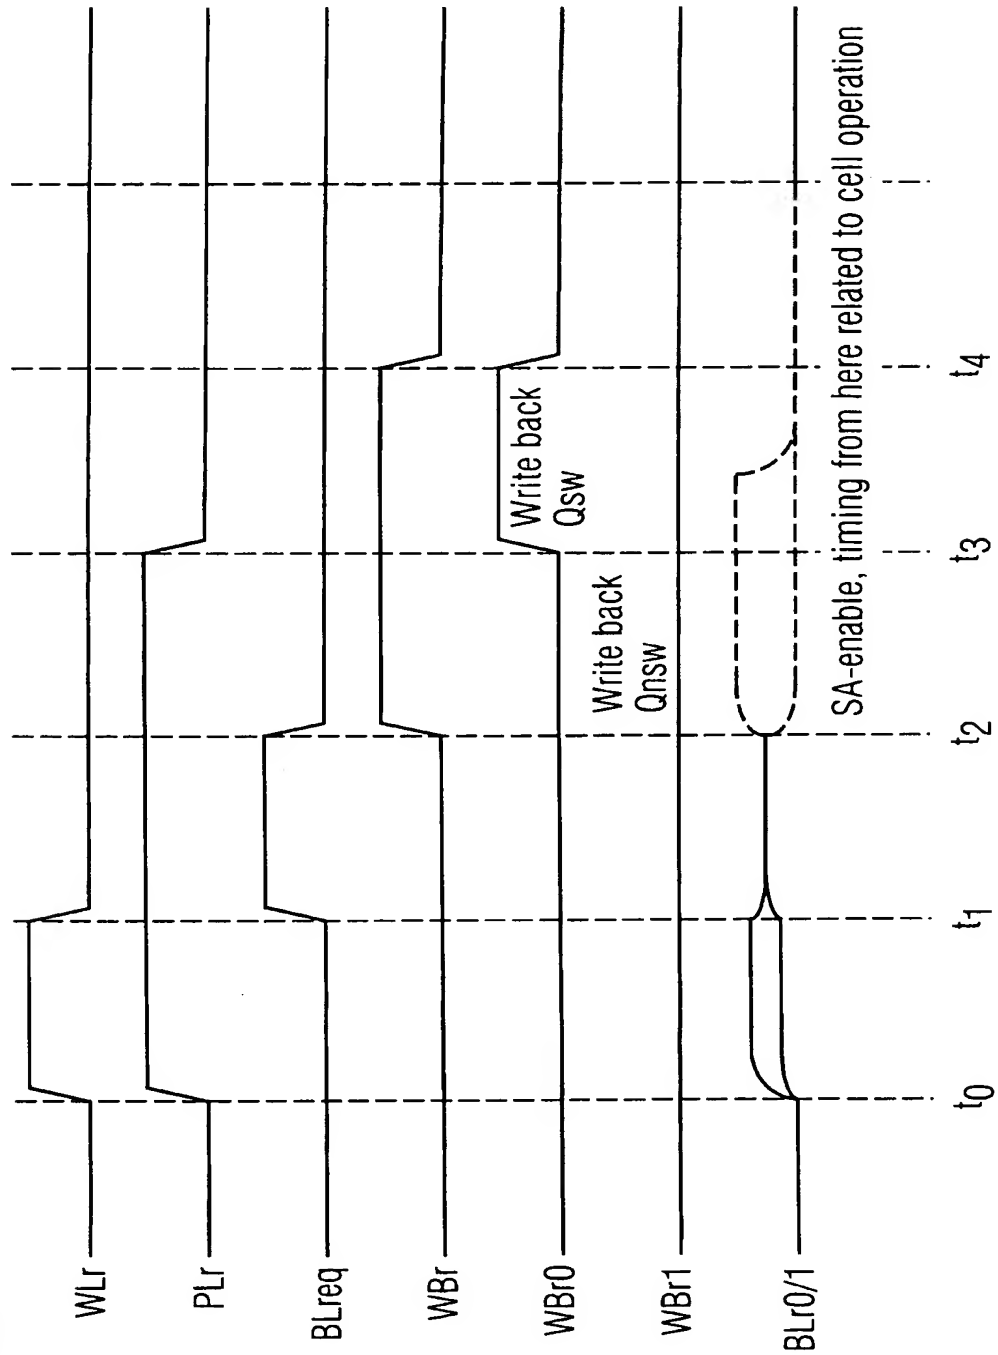 WLr
PLr
BLreq
WBr
WBr0
WBr1
BLr0/1
Write back
Qsw
Write back
Qnsw
SA-enable, timing from here related to cell operation
t0
t1
t2
t3
t4